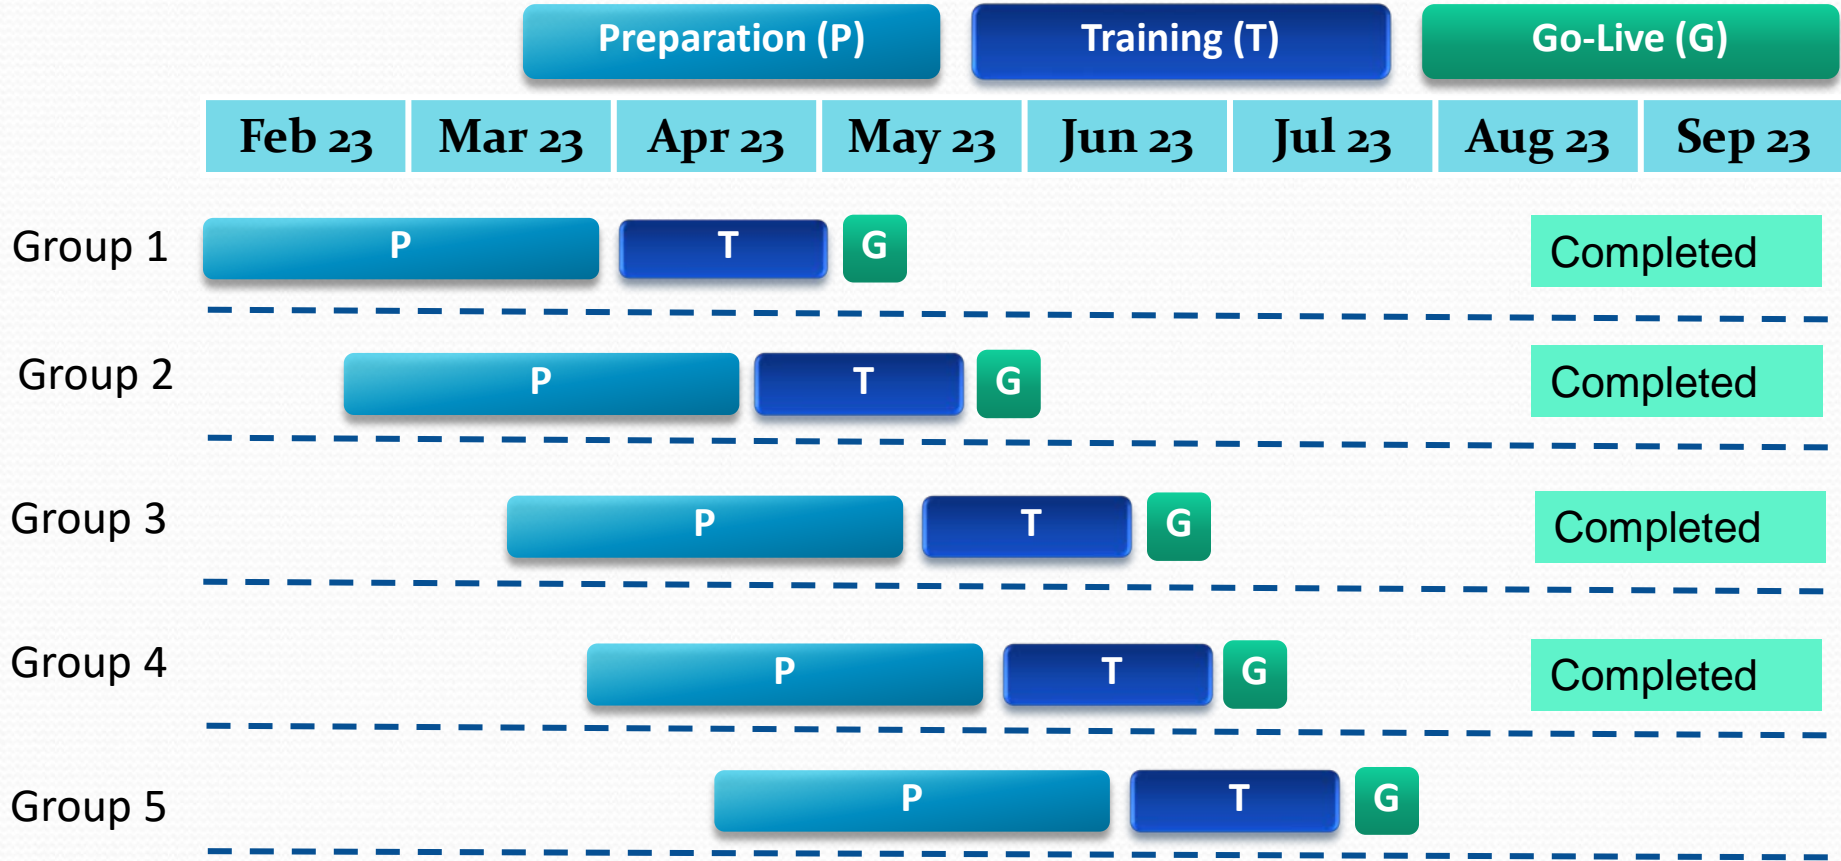 Preparation (P) Training (T) Go-Live (G)
Feb 23 Mar 23 Apr 23 May 23 Jun 23 Jul 23 Aug 23 Sep 23
Group 1 P T G Completed
Group 2 P T G Completed
Group 3 P T G Completed
Group 4 P T G Completed
Group 5 P T G